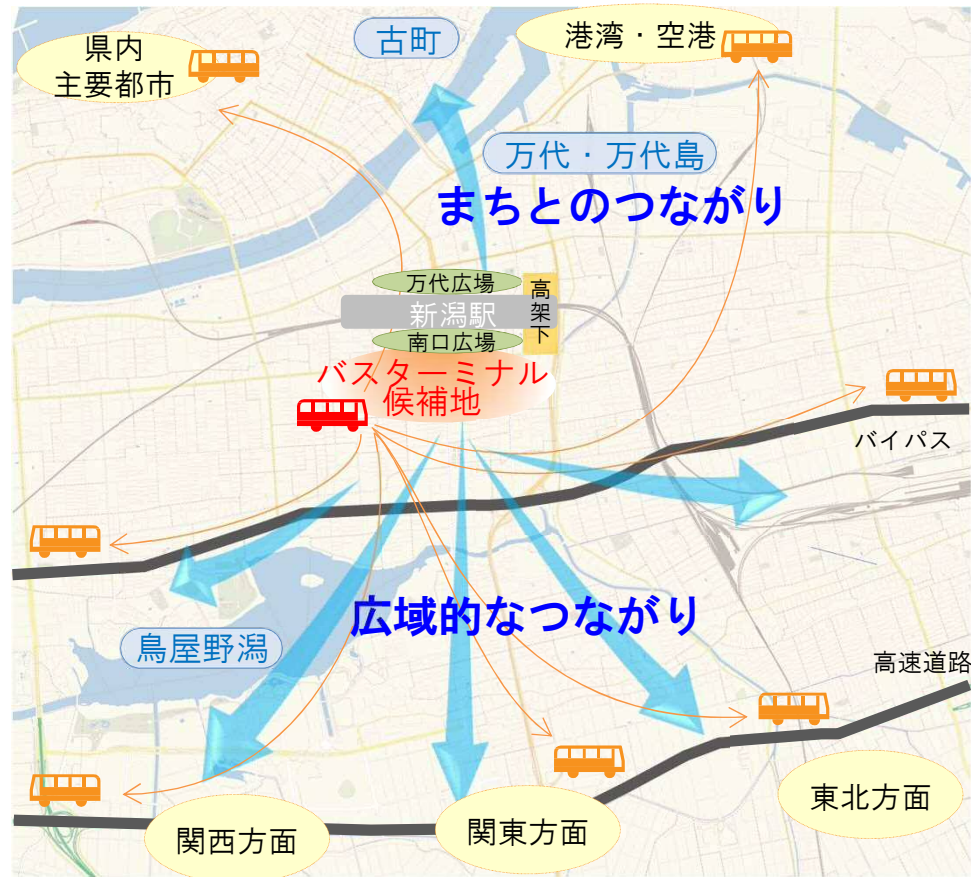 県内
主要都市
古町
港湾・空港
万代・万代島
まちとのつながり
万代広場
新潟駅
高架下
南口広場
バスターミナル
候補地
バイパス
広域的なつながり
鳥屋野潟
高速道路
東北方面
関東方面
関西方面